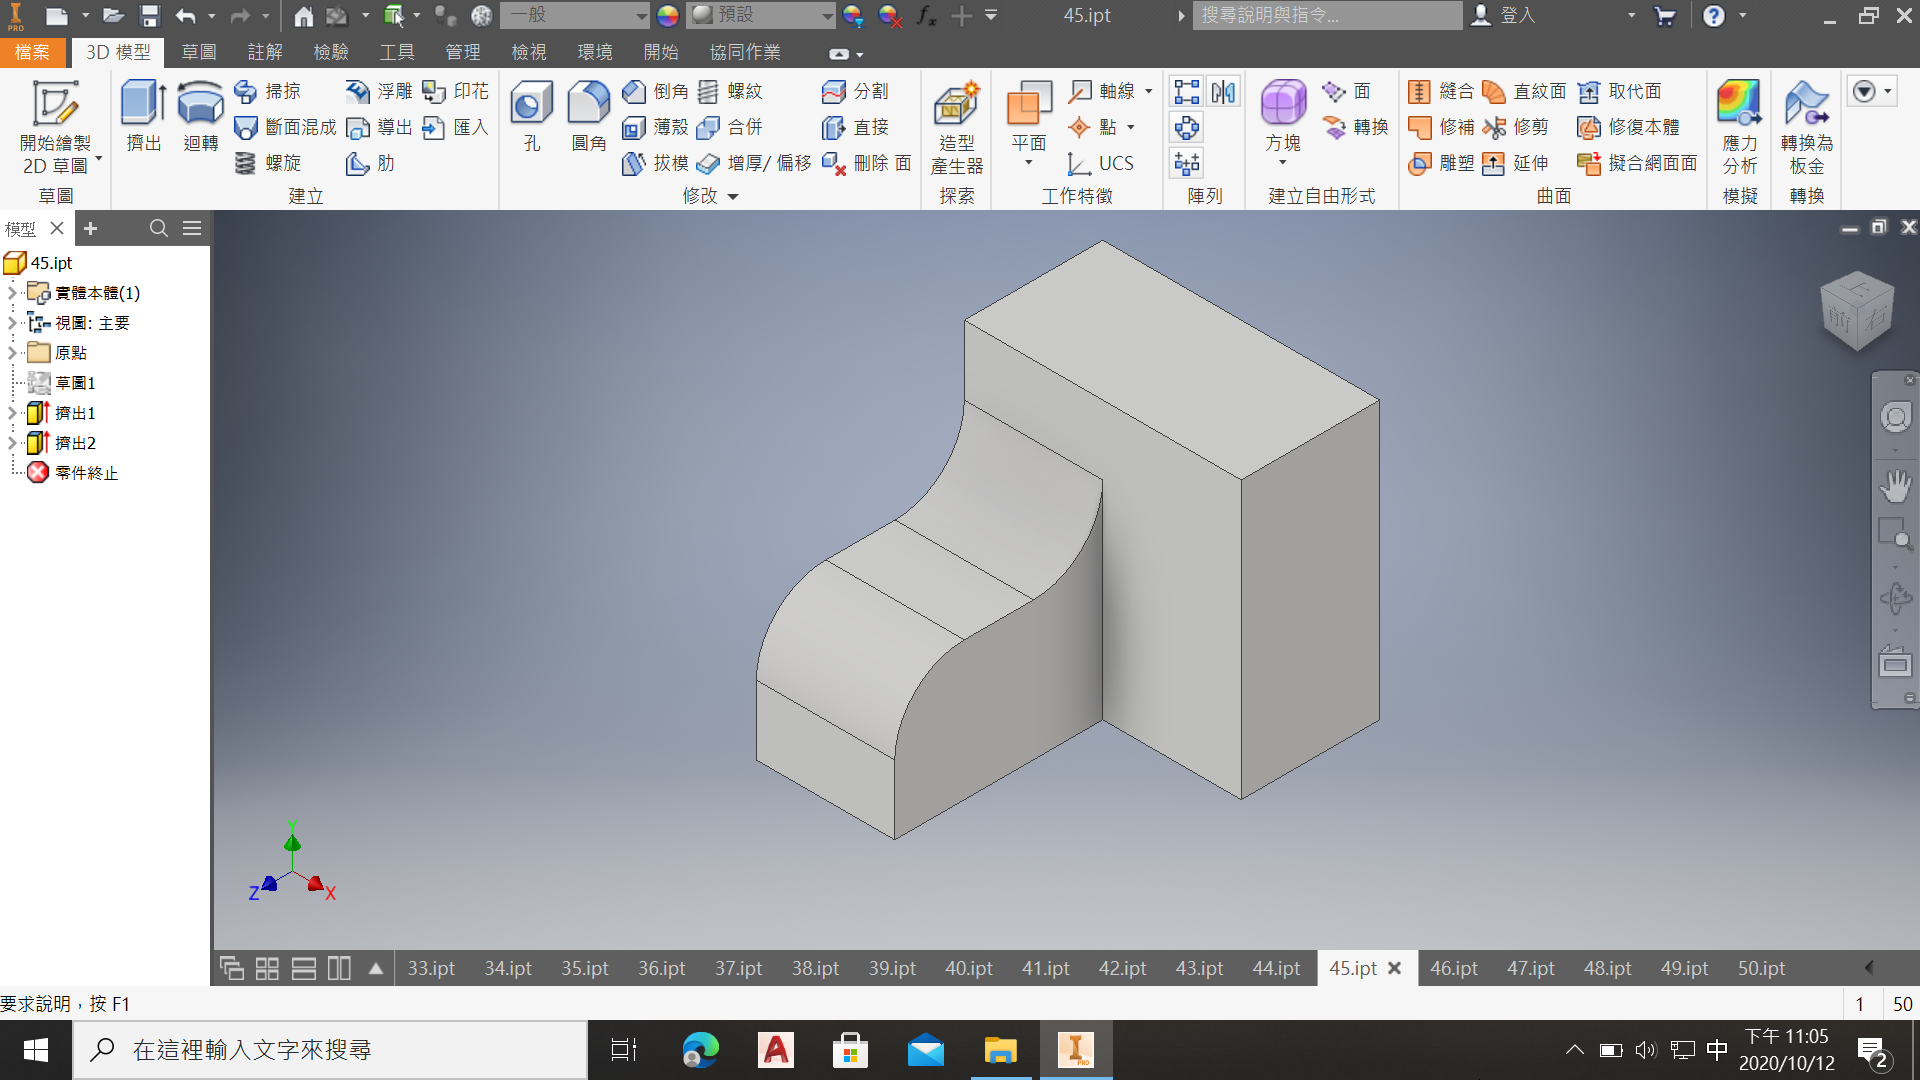 PRO
一般
預設
fx
45.ipt
搜尋說明與指令...
登入
檔案
3D 模型
草圖
註解
檢驗
工具
管理
檢視
環境
開始
協同作業
開始繪製
2D 草圖
草圖
擠出
迴轉
掃掠
斷面混成
螺旋
浮雕
導出
肋
印花
匯入
建立
孔
圓角
倒角
薄殼
拔模
螺紋
合併
增厚/ 偏移
分割
直接
刪除 面
修改
造型
產生器
探索
平面
軸線
點
UCS
工作特徵
陣列
方塊
面
轉換
建立自由形式
縫合
修補
雕塑
直紋面
修剪
延伸
取代面
修復本體
擬合網面面
曲面
應力
分析
模擬
轉換為
板金
轉換
模型
45.ipt
實體本體(1)
視圖: 主要
原點
草圖1
擠出1
擠出2
零件終止
上
前
右
Y
Z
X
33.ipt
34.ipt
35.ipt
36.ipt
37.ipt
38.ipt
39.ipt
40.ipt
41.ipt
42.ipt
43.ipt
44.ipt
45.ipt
46.ipt
47.ipt
48.ipt
49.ipt
50.ipt
要求說明，按 F1
1
50
在這裡輸入文字來搜尋
PRO
中
下午 11:05
2020/10/12
2